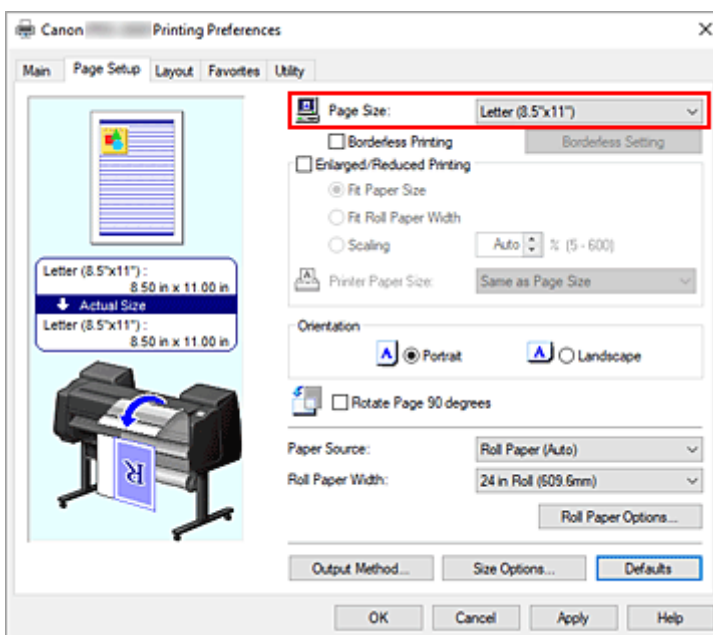 Canon Printing Preferences
Main Page Setup Layout Favorites Utility
Page Size: Letter (8.5"x11")
Borderless Printing Borderless Setting
Enlarged/Reduced Printing
Fit Paper Size
Fit Roll Paper Width
Scaling Auto % (5 - 600)
Printer Paper Size: Same as Page Size
Letter (8.5"x11") :
8.50 in x 11.00 in
Actual Size
Letter (8.5"x11") :
8.50 in x 11.00 in
Orientation
A Portrait A Landscape
Rotate Page 90 degrees
R
Paper Source: Roll Paper (Auto)
Roll Paper Width: 24 in Roll (609.6mm)
Roll Paper Options...
Output Method... Size Options... Defaults
OK Cancel Apply Help